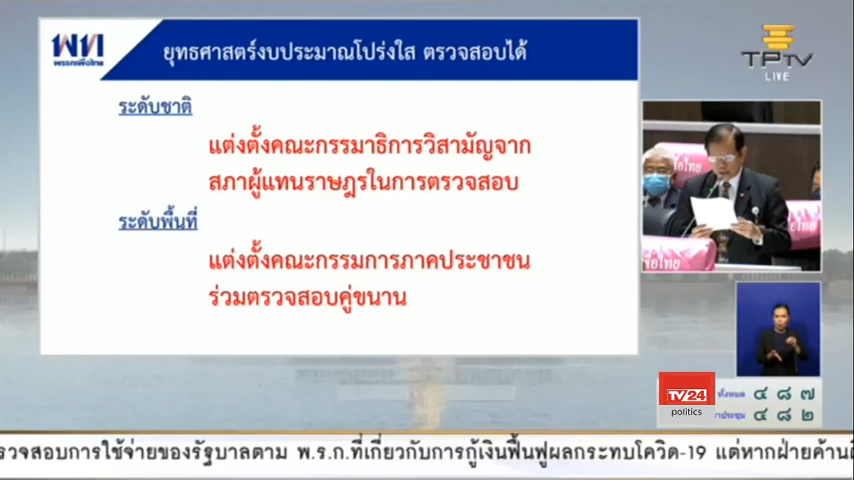 พท
พรรคเพื่อไทย
ยุทธศาสตร์งบประมาณโปร่งใส ตรวจสอบได้
TPTV
LIVE
ระดับชาติ
แต่งตั้งคณะกรรมาธิการวิสามัญจาก
สภาผู้แทนราษฎรในการตรวจสอบ
ระดับพื้นที่
แต่งตั้งคณะกรรมการภาคประชาชน
ร่วมตรวจสอบคู่ขนาน
TV24
politics
ทั้งหมด ๔ ๘ ๗
๔ ๘ ๒
รวจสอบการใช้จ่ายของรัฐบาลตาม พ.ร.ก.ที่เกี่ยวกับการกู้เงินฟื้นฟูผลกระทบโควิด-19 แต่หากฝ่ายค้าน